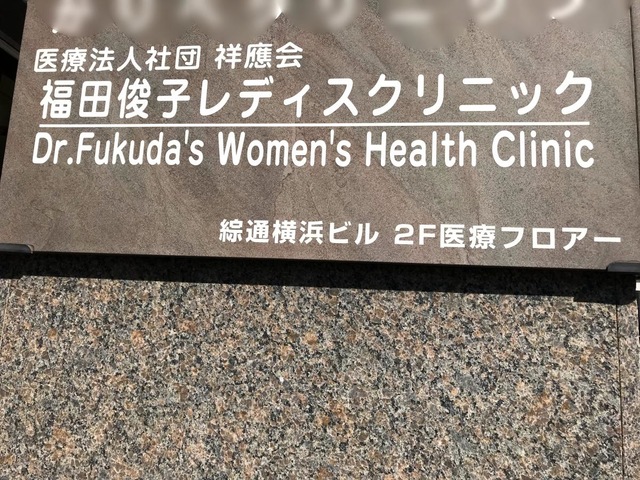 医療法人社団 祥應会
福田俊子レディスクリニック
Dr.Fukuda's Women's Health Clinic
綜通横浜ビル 2F医療フロアー